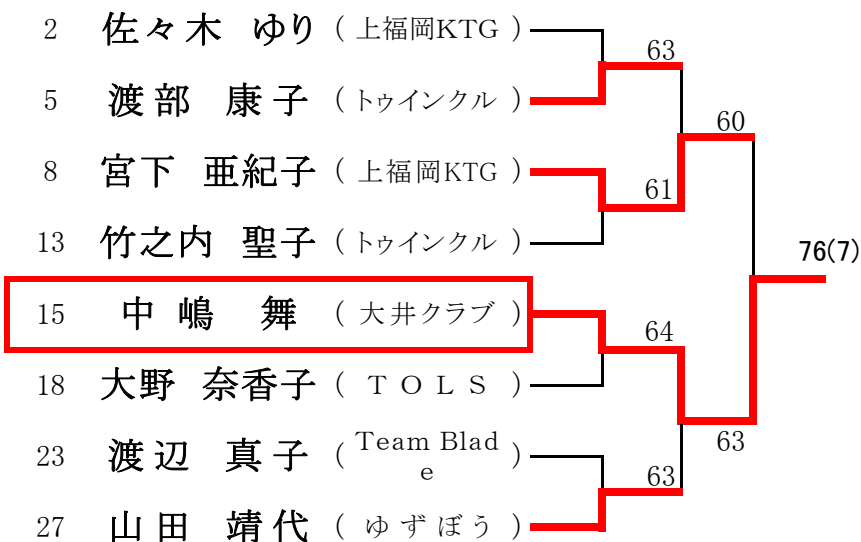 2 佐々木 ゆり ( 上福岡KTG )
63
5 渡部 康子 ( トゥインクル )
60
8 宮下 亜紀子 ( 上福岡KTG )
61
13 竹之内 聖子 ( トゥインクル )
76(7)
15 中嶋 舞 ( 大井クラブ )
64
18 大野 奈香子 ( TOLS )
63
23 渡辺 真子 ( Team Blad
e )
63
27 山田 靖代 ( ゆずぼう )